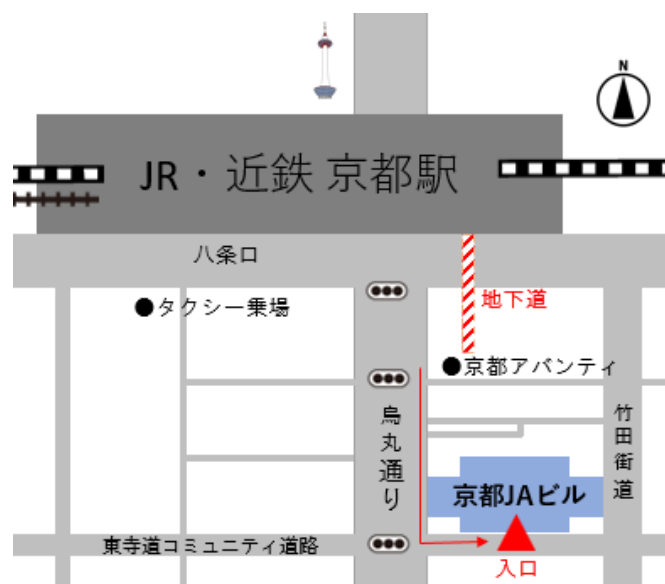 N
JR・近鉄 京都駅
八条口
●タクシー乗場
地下道
●京都アバンティ
烏丸通り
竹田街道
京都JAビル
東寺道コミュニティ道路
入口